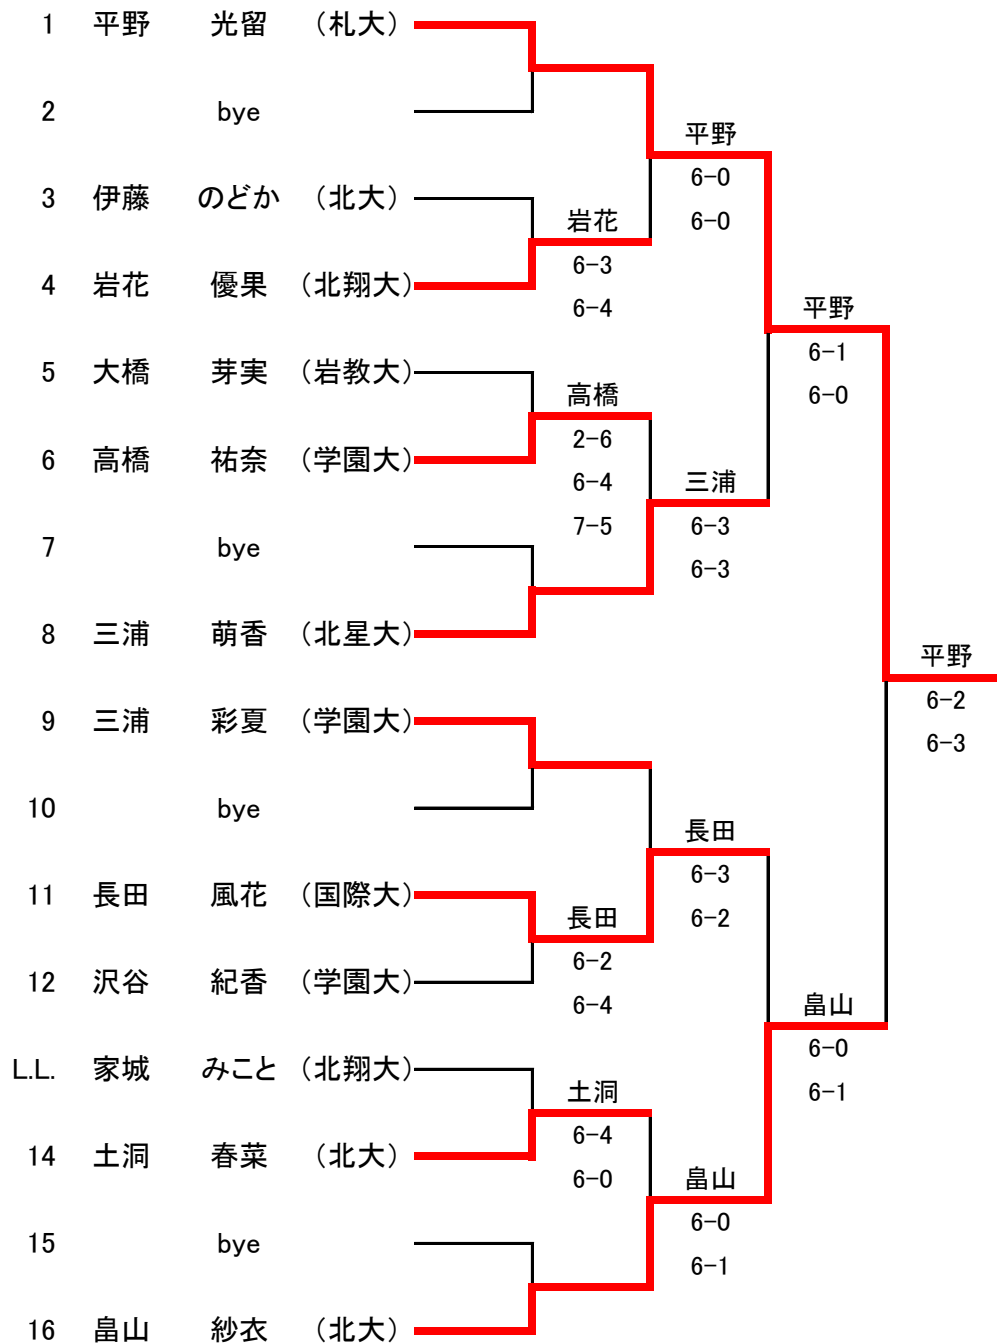 1 平野 光留 （札大）
2 bye
平野
3 伊藤 のどか （北大）
6-0
岩花
6-0
4 岩花 優果 （北翔大）
6-3
6-4
平野
5 大橋 芽実 （岩教大）
6-1
高橋
6-0
6 高橋 祐奈 （学園大）
2-6
6-4
三浦
7-5
6-3
7 bye
6-3
8 三浦 萌香 （北星大）
平野
6-2
6-3
9 三浦 彩夏 （学園大）
10 bye
長田
11 長田 風花 （国際大）
6-3
長田
6-2
12 沢谷 紀香 （学園大）
6-2
6-4
畠山
L.L. 家城 みこと （北翔大）
6-0
土洞
6-1
14 土洞 春菜 （北大）
6-4
6-0
畠山
15 bye
6-0
6-1
16 畠山 紗衣 （北大）